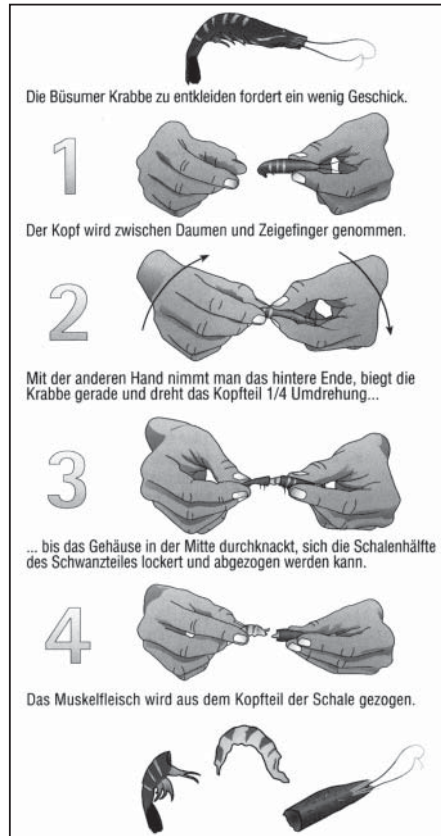 Die Büsumer Krabbe zu entkleiden fordert ein wenig Geschick.
1
Der Kopf wird zwischen Daumen und Zeigefinger genommen.
2
Mit der anderen Hand nimmt man das hintere Ende, biegt die
Krabbe gerade und dreht das Kopfteil 1/4 Umdrehung...
3
... bis das Gehäuse in der Mitte durchknackt, sich die Schalenhälfte
des Schwanzteiles lockert und abgezogen werden kann.
4
Das Muskelfleisch wird aus dem Kopfteil der Schale gezogen.